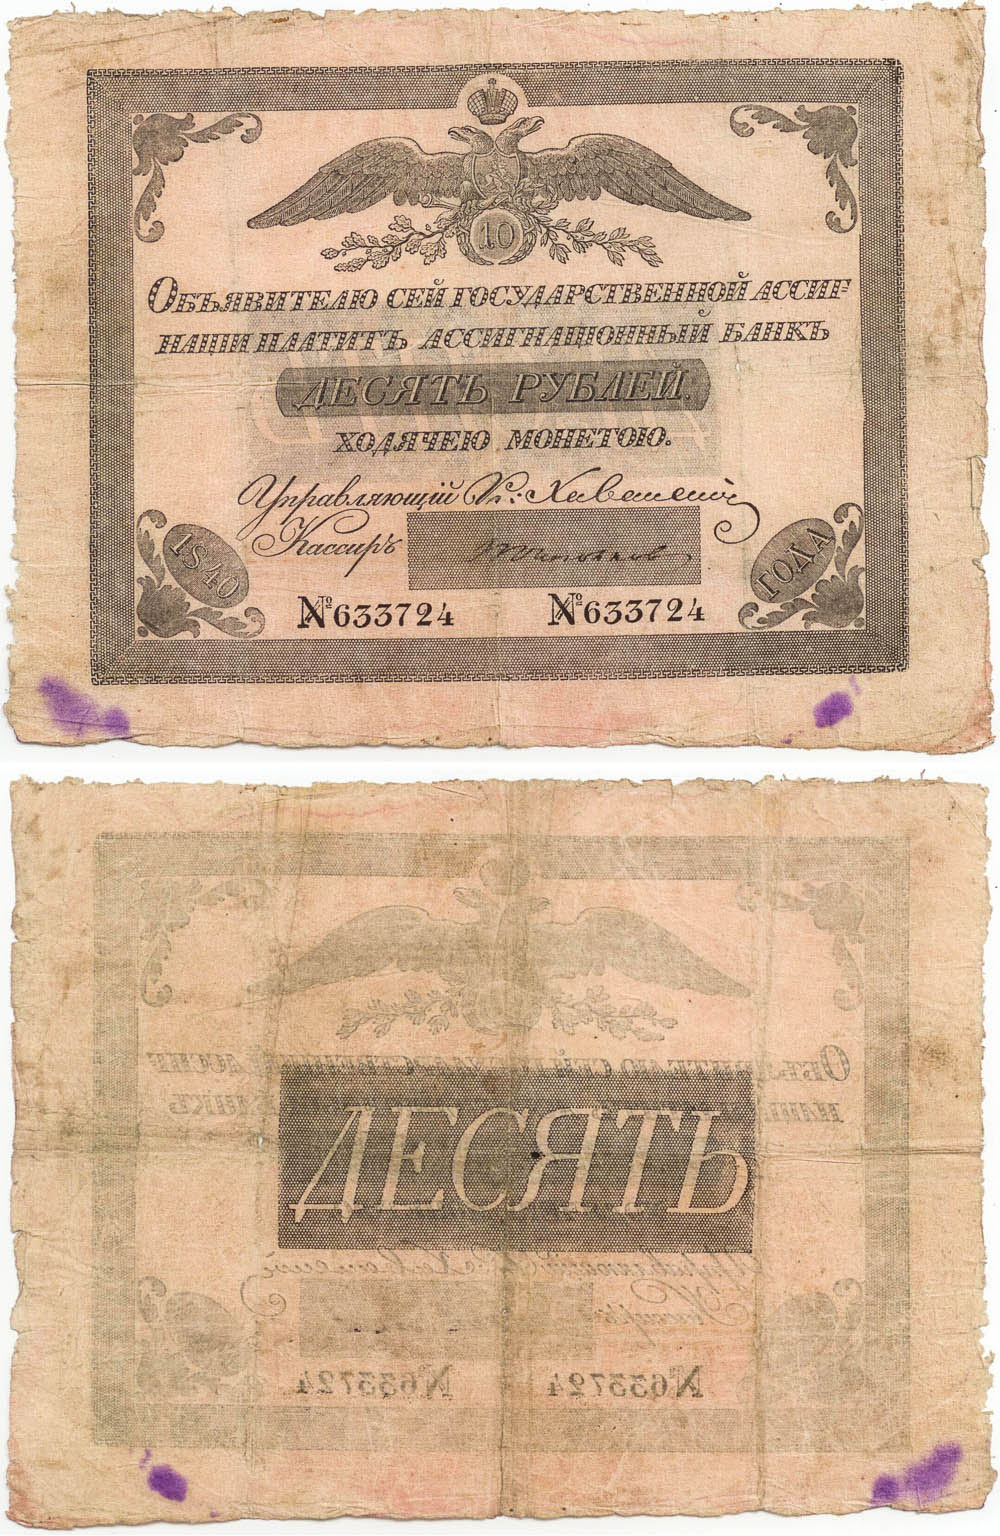 10
Объявителю сей государственной ассиг-
нации платитъ ассигнаціонный банкъ
ДЕСЯТЬ РУБЛЕЙ.
ходячею монетою.
Управляющій
Кассиръ
1840 ГОДА
№633724 №633724
ДЕСЯТЬ